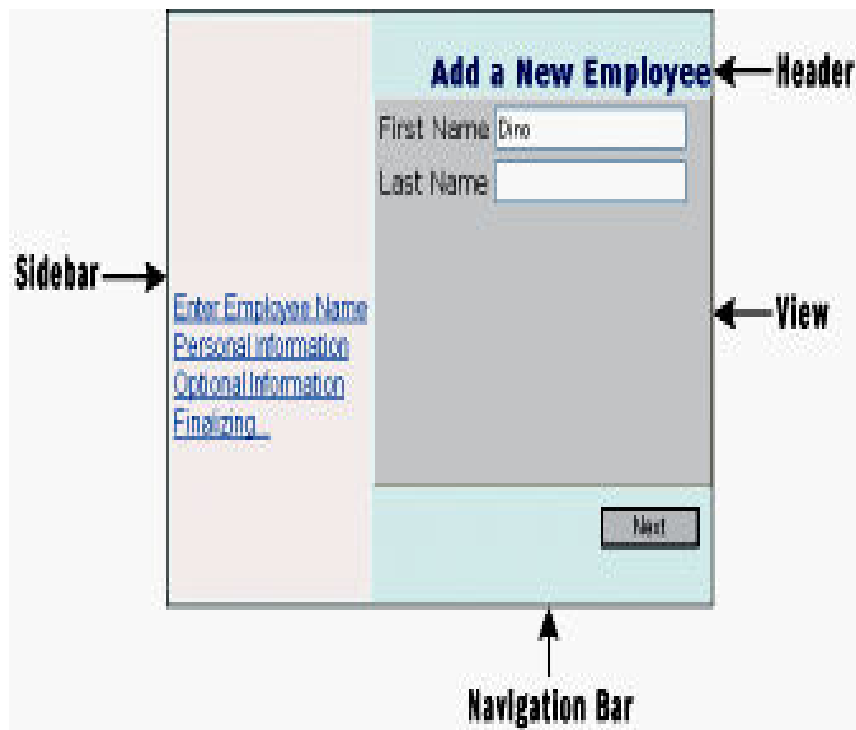 Add a New Employee
Header
First Name Dino
Last Name
Sidebar
Enter Employee Name
Personal Information
Optional Information
Finalizing...
View
Next
Navigation Bar